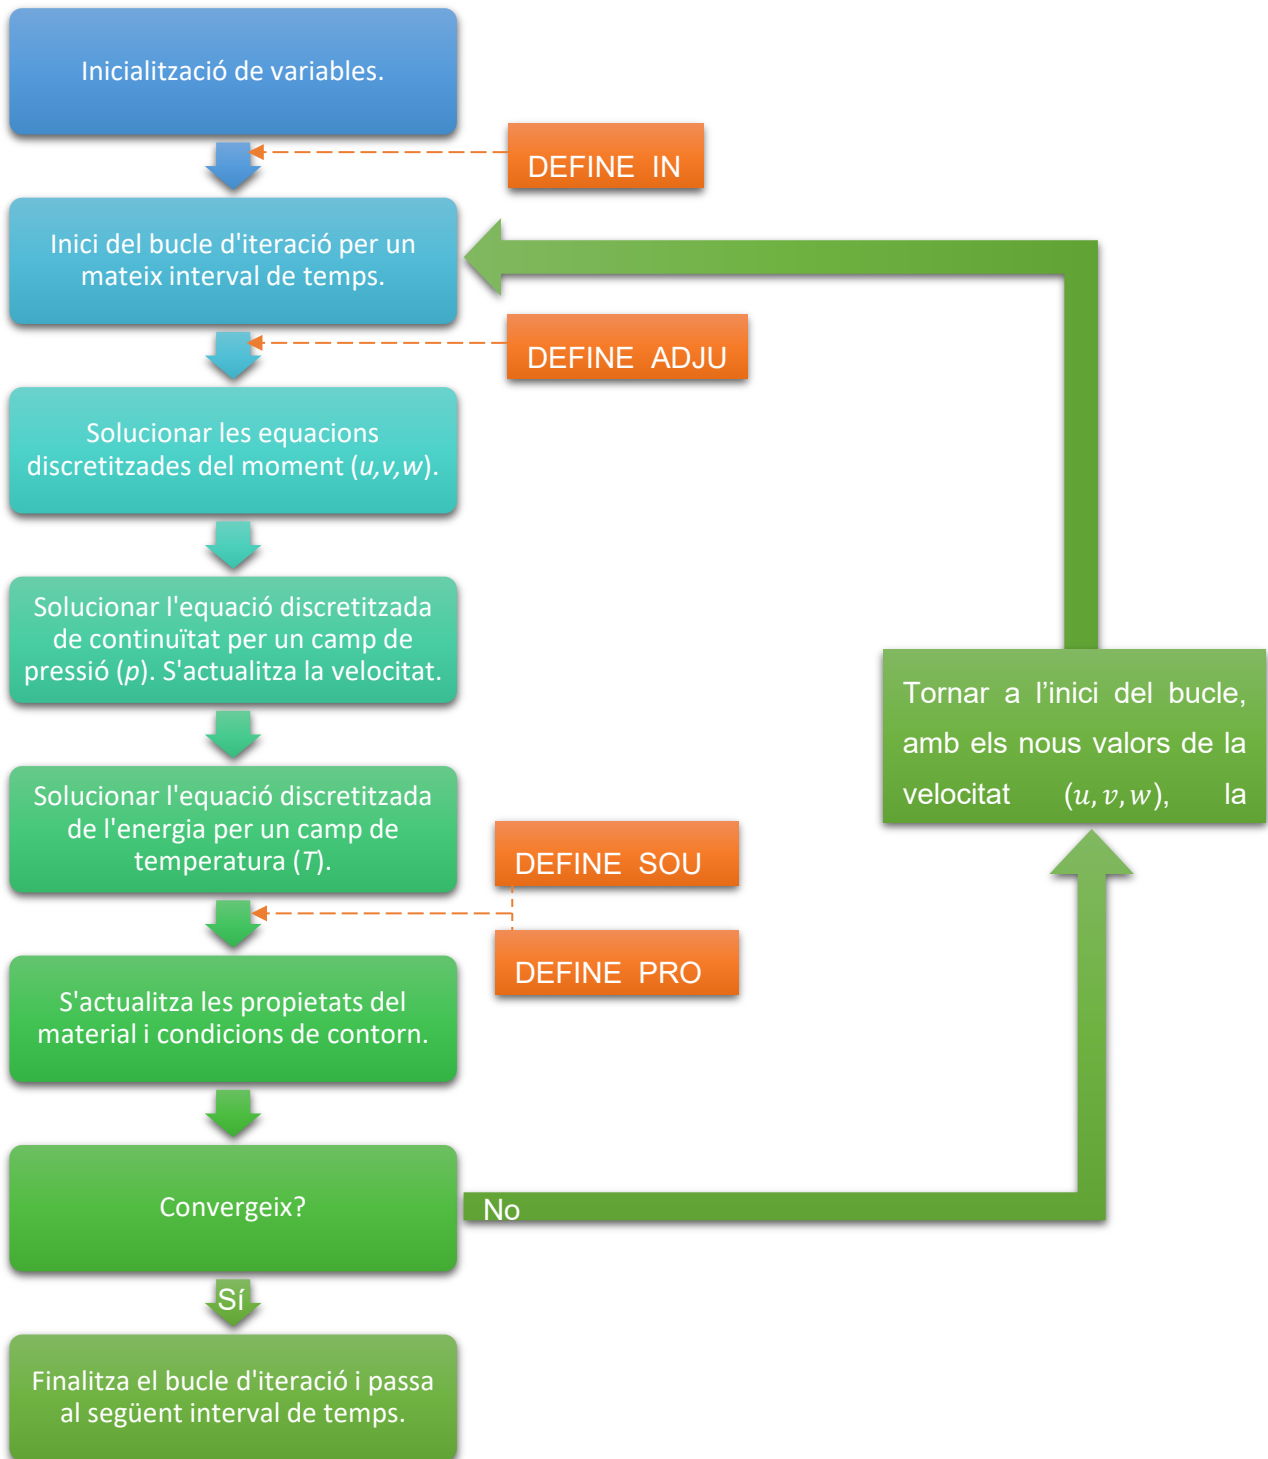 Inicialització de variables.
DEFINE IN
Inici del bucle d'iteració per un
mateix interval de temps.
DEFINE ADJU
Solucionar les equacions
discretitzades del moment (u,v,w).
Solucionar l'equació discretitzada
de continuïtat per un camp de
pressió (p). S'actualitza la velocitat.
Tornar a l’inici del bucle,
amb els nous valors de la
velocitat (u, v, w), la
Solucionar l'equació discretitzada
de l'energia per un camp de
temperatura (T).
DEFINE SOU
DEFINE PRO
S'actualitza les propietats del
material i condicions de contorn.
Convergeix?
No
Sí
Finalitza el bucle d'iteració i passa
al següent interval de temps.